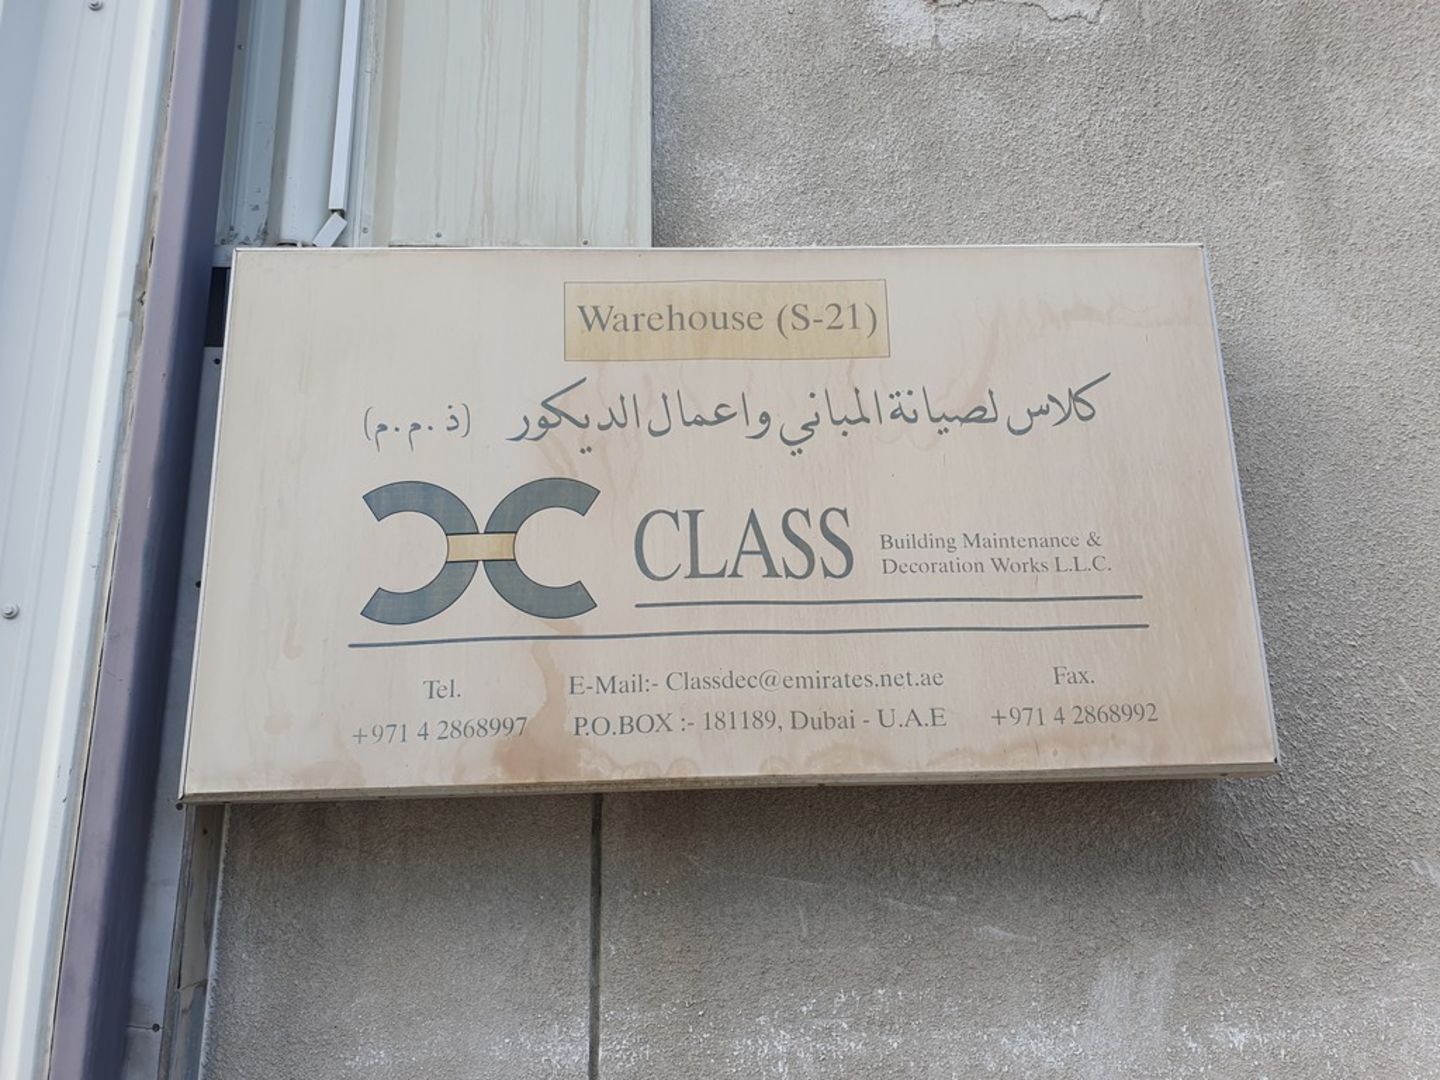 Warehouse (S-21)
كلاس لصيانة المباني واعمال الديكور (ذ.م.م.)
CLASS
Building Maintenance &
Decoration Works L.L.C.
Tel.
+971 4 2868997
E-Mail:- Classdec@emirates.net.ae
P.O.BOX :- 181189, Dubai - U.A.E
Fax.
+971 4 2868992